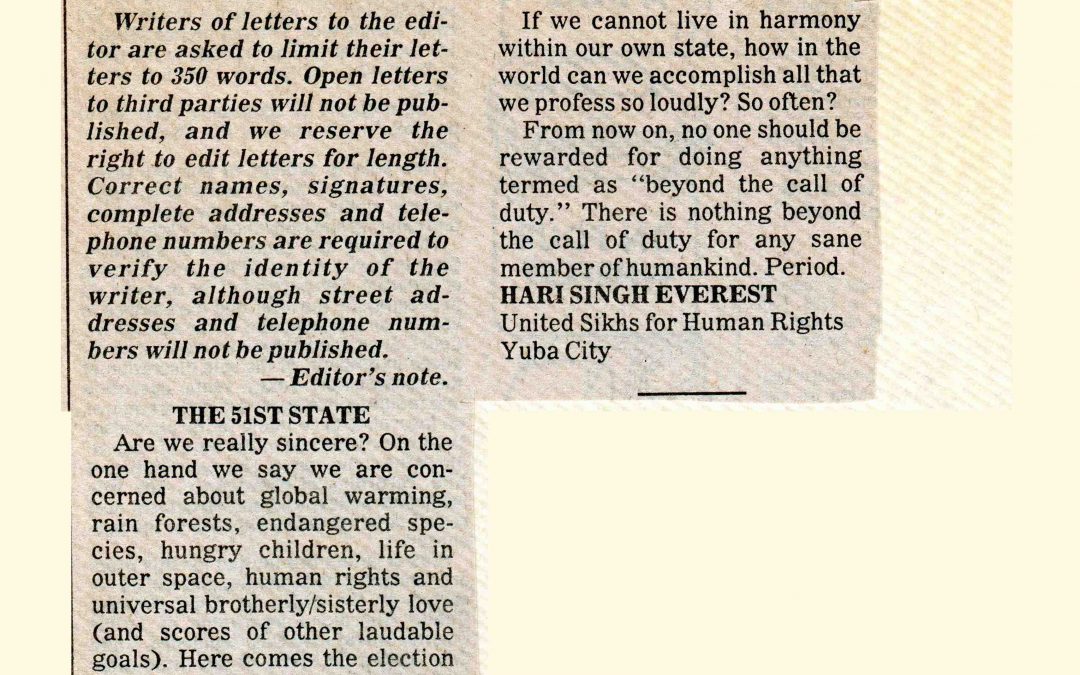 Writers of letters to the edi-
tor are asked to limit their let-
ters to 350 words. Open letters
to third parties will not be pub-
lished, and we reserve the
right to edit letters for length.
Correct names, signatures,
complete addresses and tele-
phone numbers are required to
verify the identity of the
writer, although street ad-
dresses and telephone num-
bers will not be published.
— Editor's note.
THE 51ST STATE
Are we really sincere? On the
one hand we say we are con-
cerned about global warming,
rain forests, endangered spe-
cies, hungry children, life in
outer space, human rights and
universal brotherly/sisterly love
(and scores of other laudable
goals). Here comes the election
If we cannot live in harmony
within our own state, how in the
world can we accomplish all that
we profess so loudly? So often?
From now on, no one should be
rewarded for doing anything
termed as “beyond the call of
duty.” There is nothing beyond
the call of duty for any sane
member of humankind. Period.
HARI SINGH EVEREST
United Sikhs for Human Rights
Yuba City